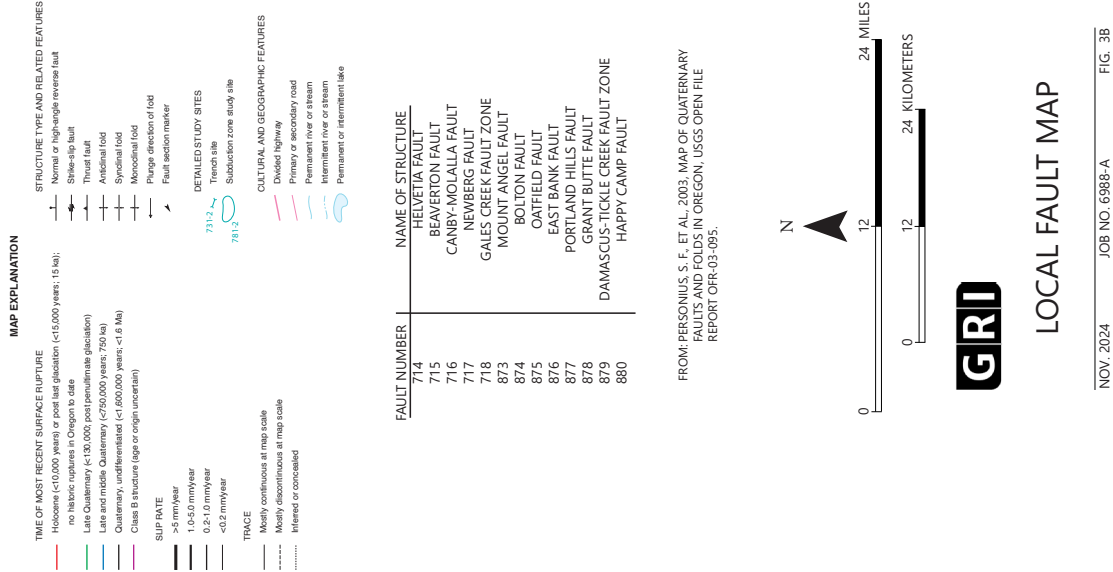 MAP EXPLANATION
TIME OF MOST RECENT SURFACE RUPTURE
Holocene (<10,000 years) or post last glaciation (<15,000 years; 15 ka);
no historic ruptures in Oregon to date
Late Quaternary (<130,000; post penultimate glaciation)
Late and middle Quaternary (<750,000 years; 750 ka)
Quaternary, undifferentiated (<1,600,000 years; <1.6 Ma)
Class B structure (age or origin uncertain)
SLIP RATE
>5 mm/year
1.0-5.0 mm/year
0.2-1.0 mm/year
<0.2 mm/year
TRACE
Mostly continuous at map scale
Mostly discontinuous at map scale
Inferred or concealed
STRUCTURE TYPE AND RELATED FEATURES
Normal or high-angle reverse fault
Strike-slip fault
Thrust fault
Anticlinal fold
Synclinal fold
Monoclinal fold
Plunge direction of fold
Fault section marker
DETAILED STUDY SITES
731-2 Trench site
781-2 Subduction zone study site
CULTURAL AND GEOGRAPHIC FEATURES
Divided highway
Primary or secondary road
Permanent river or stream
Intermittent river or stream
Permanent or intermittent lake
FAULT NUMBER NAME OF STRUCTURE
714 HELVETIA FAULT
715 BEAVERTON FAULT
716 CANBY-MOLALLA FAULT
717 NEWBERG FAULT
718 GALES CREEK FAULT ZONE
873 MOUNT ANGEL FAULT
874 BOLTON FAULT
875 OATFIELD FAULT
876 EAST BANK FAULT
877 PORTLAND HILLS FAULT
878 GRANT BUTTE FAULT
879 DAMASCUS-TICKLE CREEK FAULT ZONE
880 HAPPY CAMP FAULT
FROM: PERSONIUS, S. F., ET AL, 2003, MAP OF QUATERNARY
FAULTS AND FOLDS IN OREGON, USGS OPEN FILE
REPORT OFR-03-095.
N
0 12 24 MILES
0 12 24 KILOMETERS
GRI
LOCAL FAULT MAP
NOV. 2024 JOB NO. 6988-A FIG. 3B